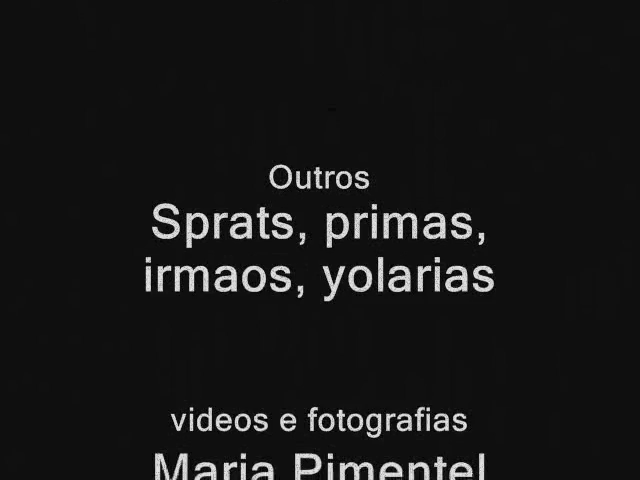 Outros
Sprats, primas,
irmaos, yolarias
videos e fotografias
Maria Pimentel